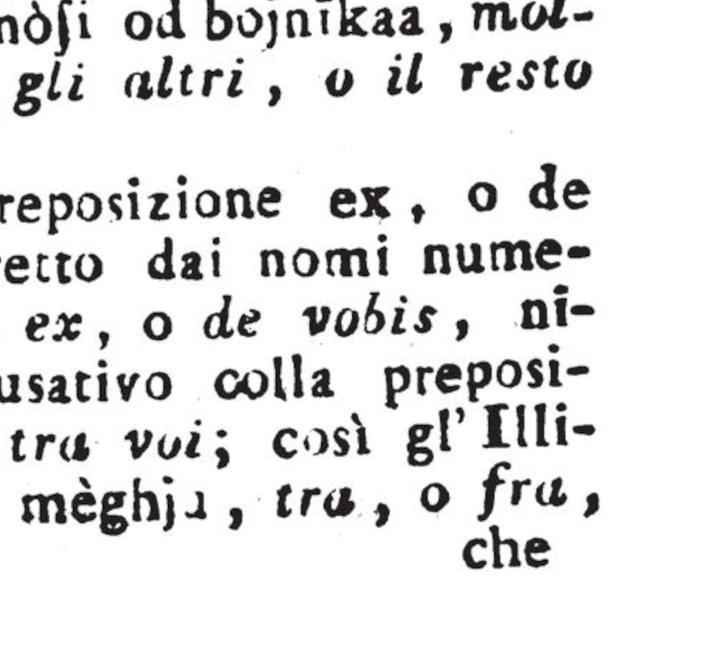 nòſi od bojnikaa, mol-
gli altri, o il resto
reposizione ex, o de
retto dai nomi nume-
ex, o de vobis, ni-
usativo colla preposi-
tra voi; così gl' Illi-
mèghja, tra, o fra,
che